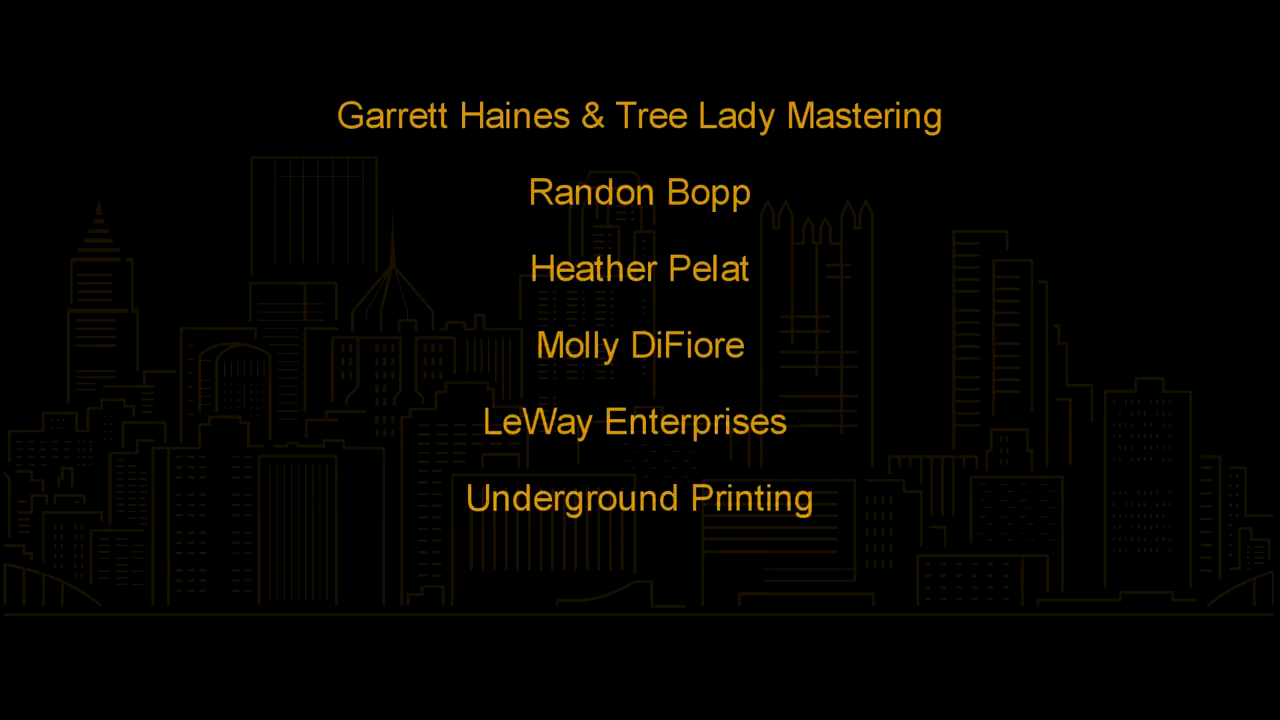 Garrett Haines & Tree Lady Mastering
Randon Bopp
Heather Pelat
Molly DiFiore
LeWay Enterprises
Underground Printing